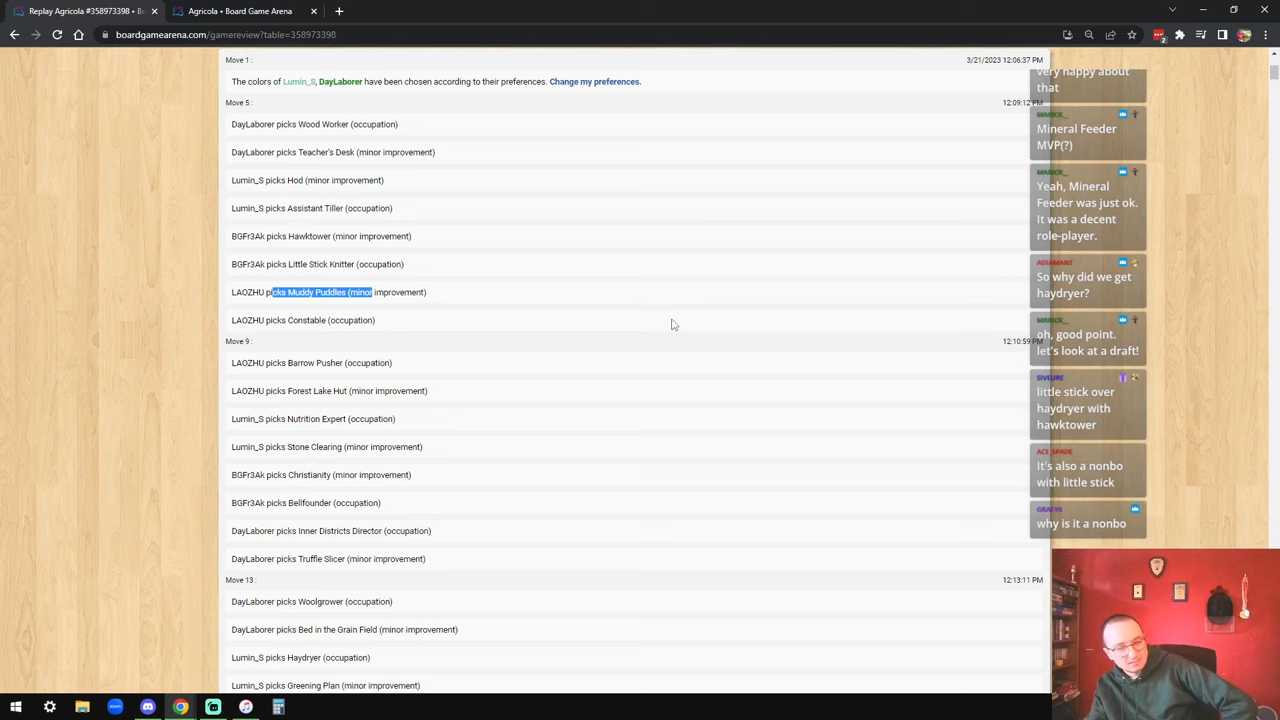 Replay Agricola #358973398 - Bo
Agricola • Board Game Arena
boardgamearena.com/gamereview?table=358973398
Move 1 :
3/21/2023 12:06:37 PM
The colors of Lumin_S, DayLaborer have been chosen according to their preferences. Change my preferences.
Move 5 :
12:09:12 PM
DayLaborer picks Wood Worker (occupation)
DayLaborer picks Teacher's Desk (minor improvement)
Lumin_S picks Hod (minor improvement)
Lumin_S picks Assistant Tiller (occupation)
BGFr3Ak picks Hawktower (minor improvement)
BGFr3Ak picks Little Stick Knitter (occupation)
LAOZHU picks Muddy Puddles (minor improvement)
LAOZHU picks Constable (occupation)
Move 9 :
12:10:59 PM
LAOZHU picks Barrow Pusher (occupation)
LAOZHU picks Forest Lake Hut (minor improvement)
Lumin_S picks Nutrition Expert (occupation)
Lumin_S picks Stone Clearing (minor improvement)
BGFr3Ak picks Christianity (minor improvement)
BGFr3Ak picks Bellfounder (occupation)
DayLaborer picks Inner Districts Director (occupation)
DayLaborer picks Truffle Slicer (minor improvement)
Move 13 :
12:13:11 PM
DayLaborer picks Woolgrower (occupation)
DayLaborer picks Bed in the Grain Field (minor improvement)
Lumin_S picks Haydryer (occupation)
Lumin_S picks Greening Plan (minor improvement)
very happy about
that
Mineral Feeder
MVP(?)
Yeah, Mineral
Feeder was just ok.
It was a decent
role-player.
ADIAMANT
So why did we get
haydryer?
oh, good point.
let's look at a draft!
SIVEURE
little stick over
haydryer with
hawktower
ACE_SPADE
It's also a nonbo
with little stick
why is it a nonbo